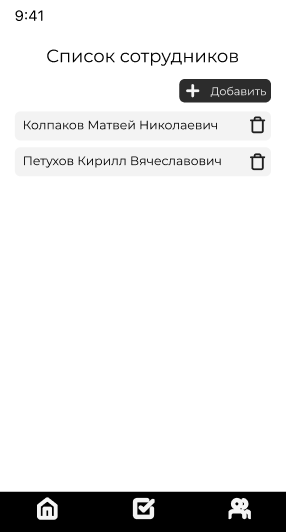 9:41
Список сотрудников
Добавить
Колпаков Матвей Николаевич
Петухов Кирилл Вячеславович